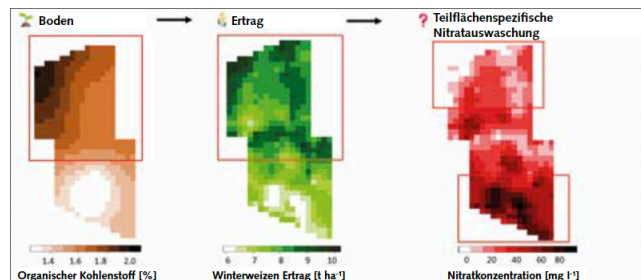 Boden
Ertrag
? Teilflächenspezifische
Nitratauswaschung
1.4 1.6 1.8 2.0
6 7 8 9 10
0 20 40 60 80
Organischer Kohlenstoff [%]
Winterweizen Ertrag [t ha⁻¹]
Nitratkonzentration [mg l⁻¹]